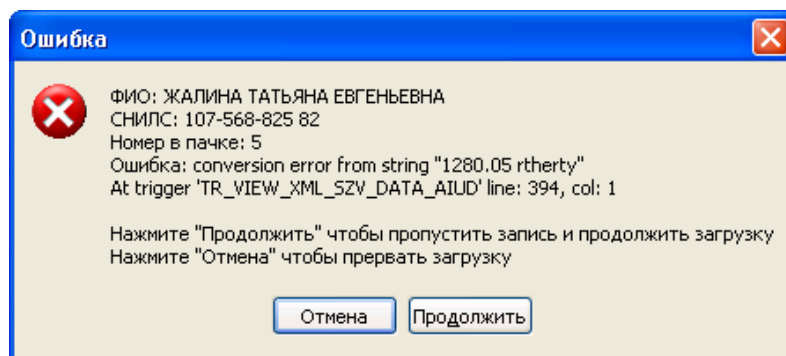 Ошибка
ФИО: ЖАЛИНА ТАТЬЯНА ЕВГЕНЬЕВНА
СНИЛС: 107-568-825 82
Номер в пачке: 5
Ошибка: conversion error from string "1280.05 rtherty"
At trigger 'TR_VIEW_XML_SZV_DATA_AIUD' line: 394, col: 1
Нажмите "Продолжить" чтобы пропустить запись и продолжить загрузку
Нажмите "Отмена" чтобы прервать загрузку
Отмена
Продолжить